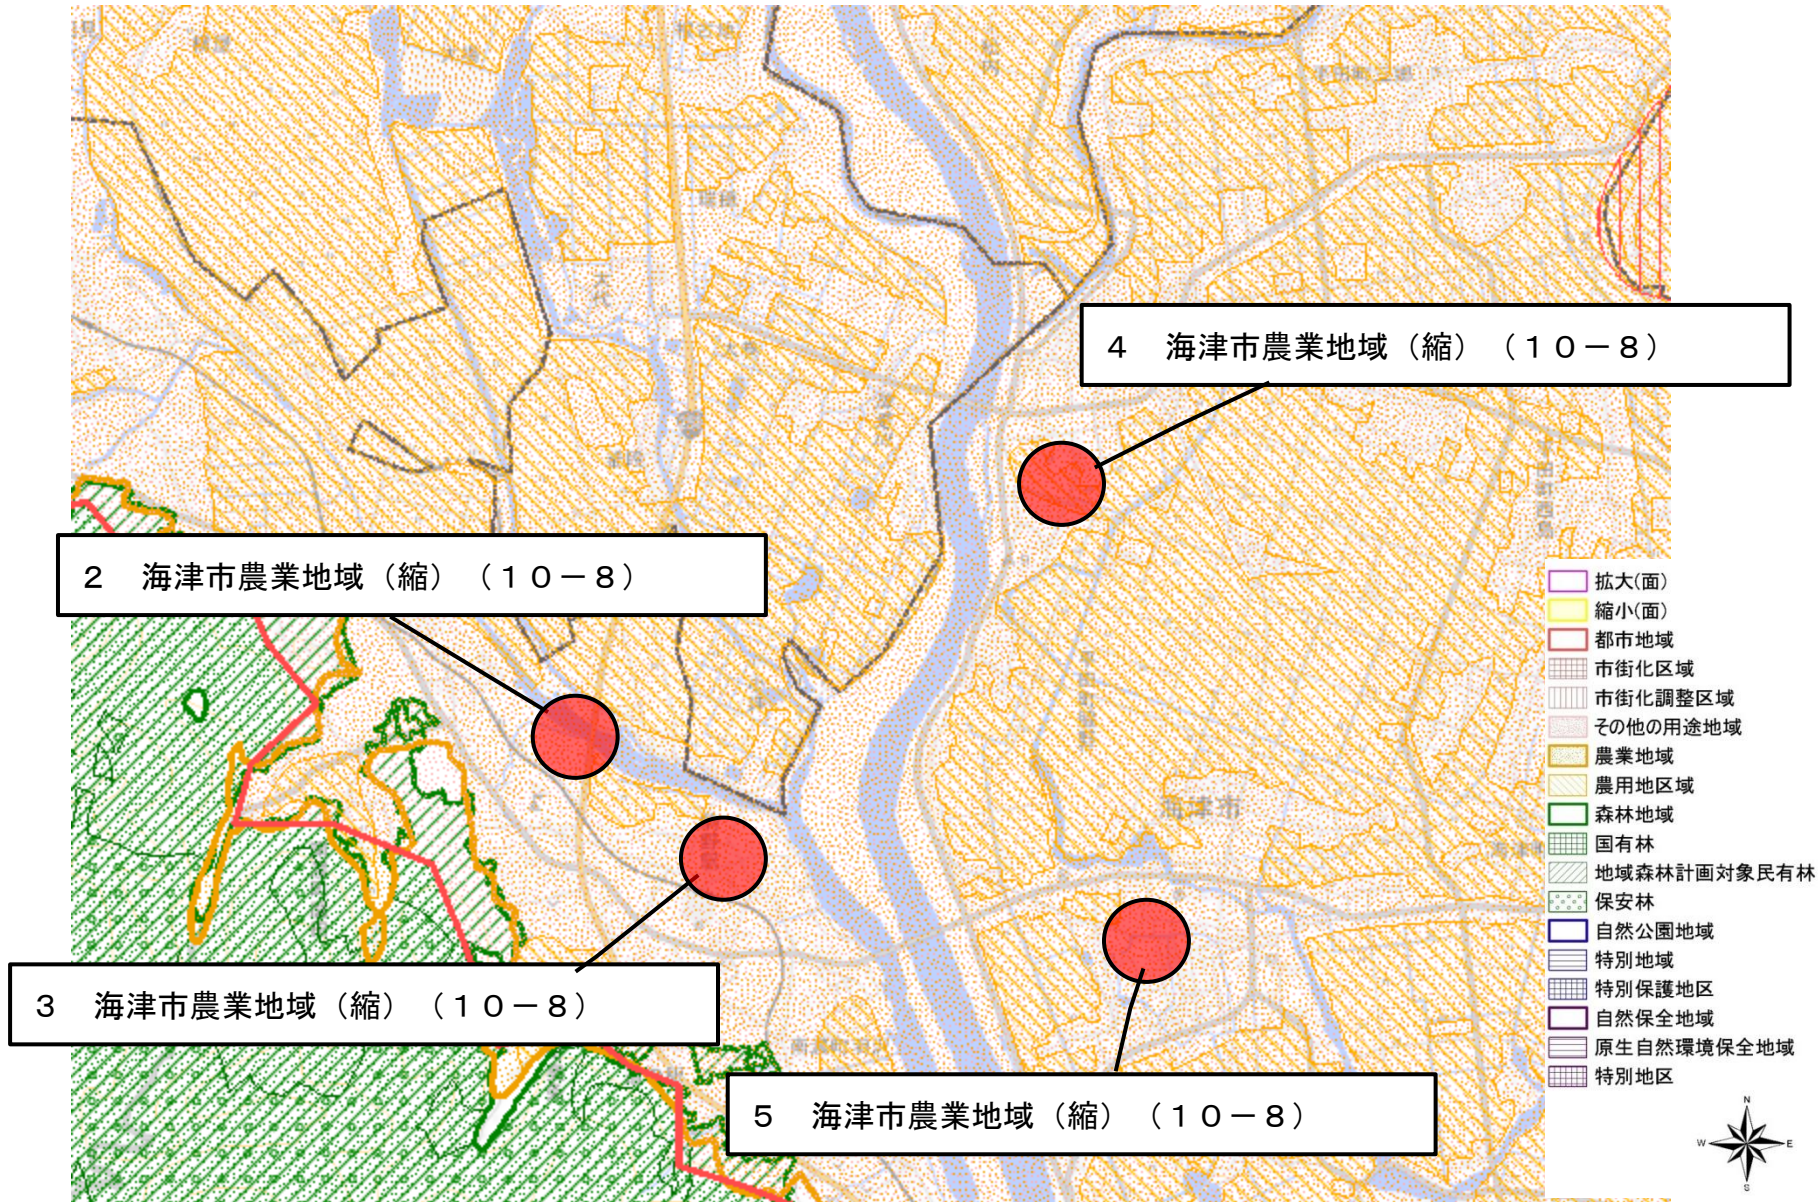 4　海津市農業地域（縮）（１０－８）
2　海津市農業地域（縮）（１０－８）
3　海津市農業地域（縮）（１０－８）
5　海津市農業地域（縮）（１０－８）
海津市
拡大(面)
縮小(面)
都市地域
市街化区域
市街化調整区域
その他の用途地域
農業地域
農用地区域
森林地域
国有林
地域森林計画対象民有林
保安林
自然公園地域
特別地域
特別保護地区
自然保全地域
原生自然環境保全地域
特別地区
N
W
E
S